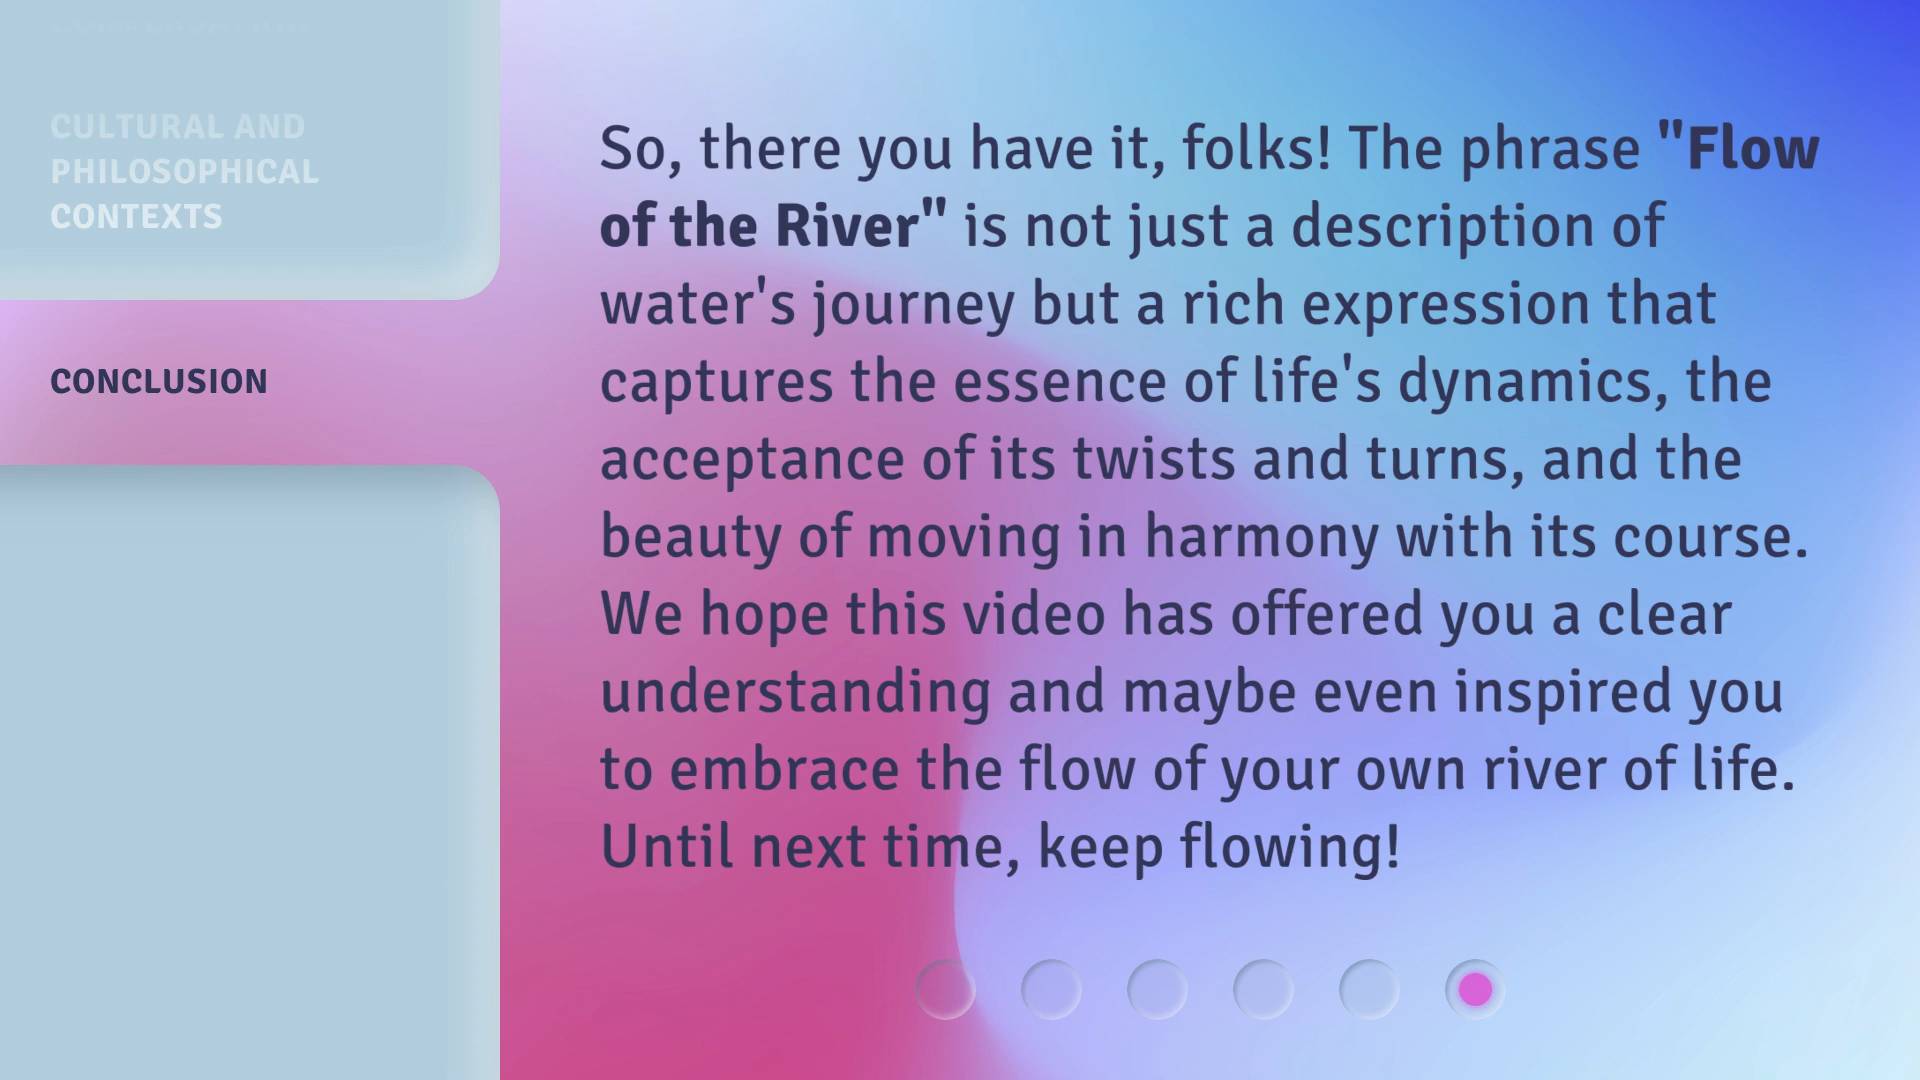 CULTURAL AND
PHILOSOPHICAL
CONTEXTS
CONCLUSION
So, there you have it, folks! The phrase "Flow
of the River" is not just a description of
water's journey but a rich expression that
captures the essence of life's dynamics, the
acceptance of its twists and turns, and the
beauty of moving in harmony with its course.
We hope this video has offered you a clear
understanding and maybe even inspired you
to embrace the flow of your own river of life.
Until next time, keep flowing!